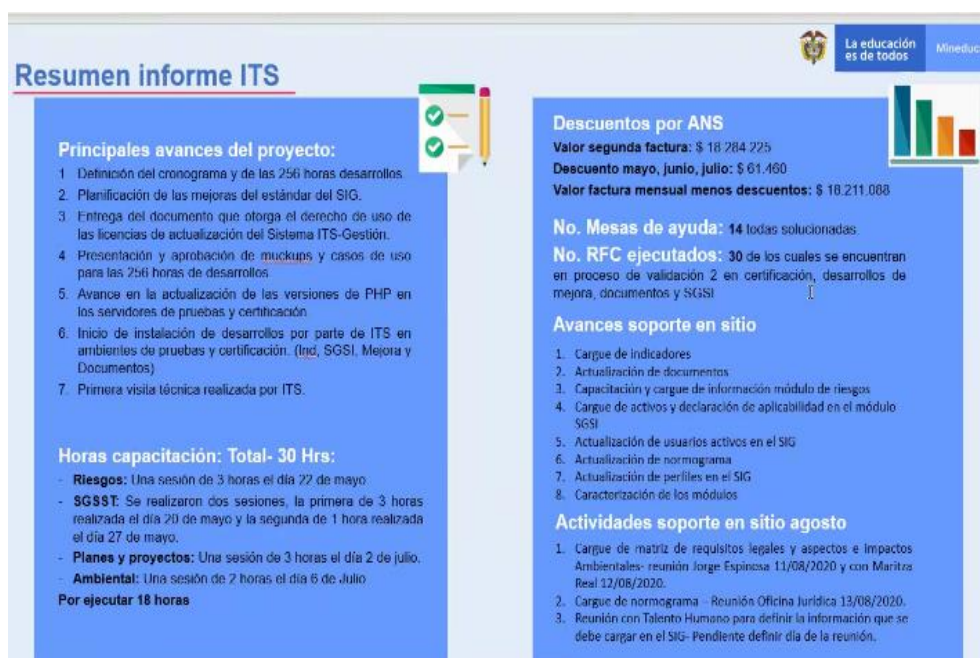 La educación
es de todos
Mineduc
Resumen informe ITS
Principales avances del proyecto:
1 Definición del cronograma y de las 256 horas desarrollos
2. Planificación de las mejoras del estándar del SIG.
3. Entrega del documento que otorga el derecho de uso de
las licencias de actualización del Sistema ITS-Gestión.
4 Presentación y aprobación de muckups y casos de uso
para las 256 horas de desarrollos
5. Avance en la actualización de las versiones de PHP en
los servidores de pruebas y certificación
6. Inicio de instalación de desarrollos por parte de ITS en
ambientes de pruebas y certificación. (Ind, SGSI, Mejora y
Documentos)
7. Primera visita técnica realizada por ITS.
Horas capacitación: Total- 30 Hrs:
- Riesgos: Una sesión de 3 horas el día 22 de mayo
- SGSST: Se realizaron dos sesiones, la primera de 3 horas
realizada el día 20 de mayo y la segunda de 1 hora realizada
el día 27 de mayo.
- Planes y proyectos: Una sesión de 3 horas el día 2 de julio.
- Ambiental: Una sesión de 2 horas el día 6 de Julio
Por ejecutar 18 horas
Descuentos por ANS
Valor segunda factura: $ 18 284 225
Descuento mayo, junio, julio: $ 61.460
Valor factura mensual menos descuentos: $ 18.211.088
No. Mesas de ayuda: 14 todas solucionadas
No. RFC ejecutados: 30 de los cuales se encuentran
en proceso de validación 2 en certificación, desarrollos de
mejora, documentos y SGSI
Avances soporte en sitio
1. Cargue de indicadores
2. Actualización de documentos
3. Capacitación y cargue de información módulo de riesgos
4. Cargue de activos y declaración de aplicabilidad en el módulo
SGSI
5. Actualización de usuarios activos en el SIG
6. Actualización de normograma
7. Actualización de perfiles en el SIG
8. Caracterización de los módulos
Actividades soporte en sitio agosto
1. Cargue de matriz de requisitos legales y aspectos e impactos
Ambientales- reunión Jorge Espinosa 11/08/2020 y con Maritza
Real 12/08/2020.
2. Cargue de normograma – Reunión Oficina Jurídica 13/08/2020.
3. Reunión con Talento Humano para definir la información que se
debe cargar en el SIG- Pendiente definir día de la reunión.